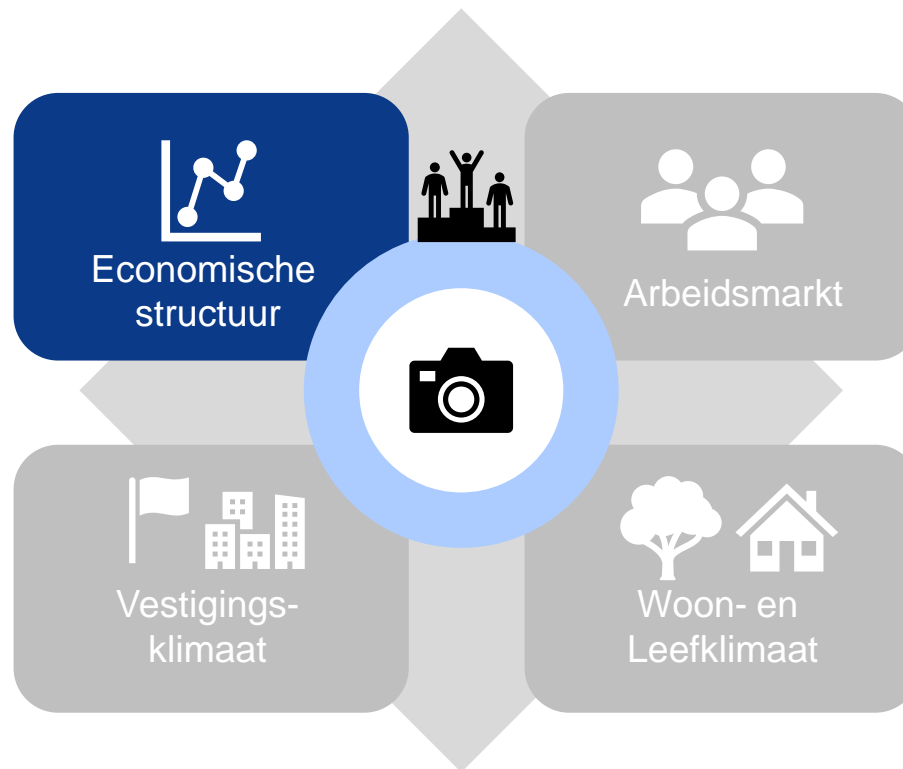 Economische
structuur
Arbeidsmarkt
Vestigings-
klimaat
Woon- en
Leefklimaat